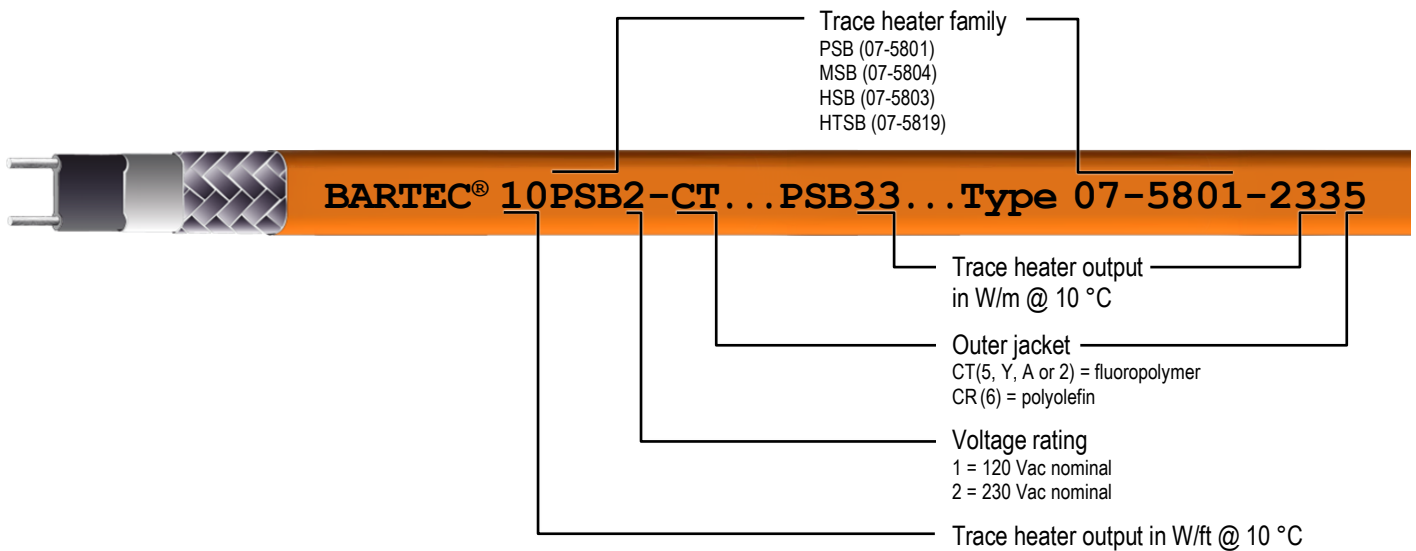 Trace heater family
PSB (07-5801)
MSB (07-5804)
HSB (07-5803)
HTSB (07-5819)
BARTEC® 10PSB2-CT...PSB33...Type 07-5801-2335
Trace heater output
in W/m @ 10 °C
Outer jacket
CT(5, Y, A or 2) = fluoropolymer
CR (6) = polyolefin
Voltage rating
1 = 120 Vac nominal
2 = 230 Vac nominal
Trace heater output in W/ft @ 10 °C